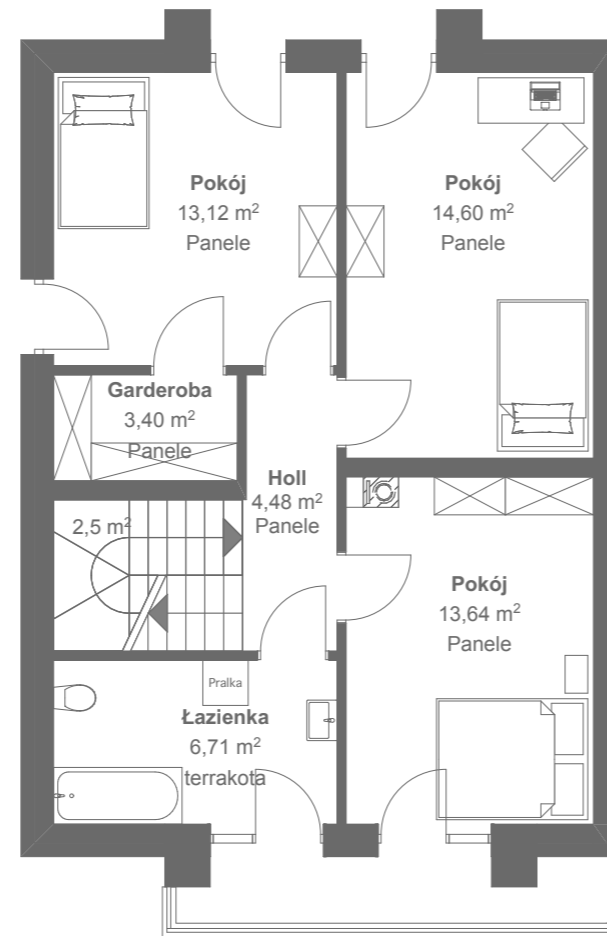 Pokój
13,12 m²
Panele
Pokój
14,60 m²
Panele
Garderoba
3,40 m²
Panele
Holl
4,48 m²
Panele
2,5 m²
Pokój
13,64 m²
Panele
Pralka
Łazienka
6,71 m²
terrakota